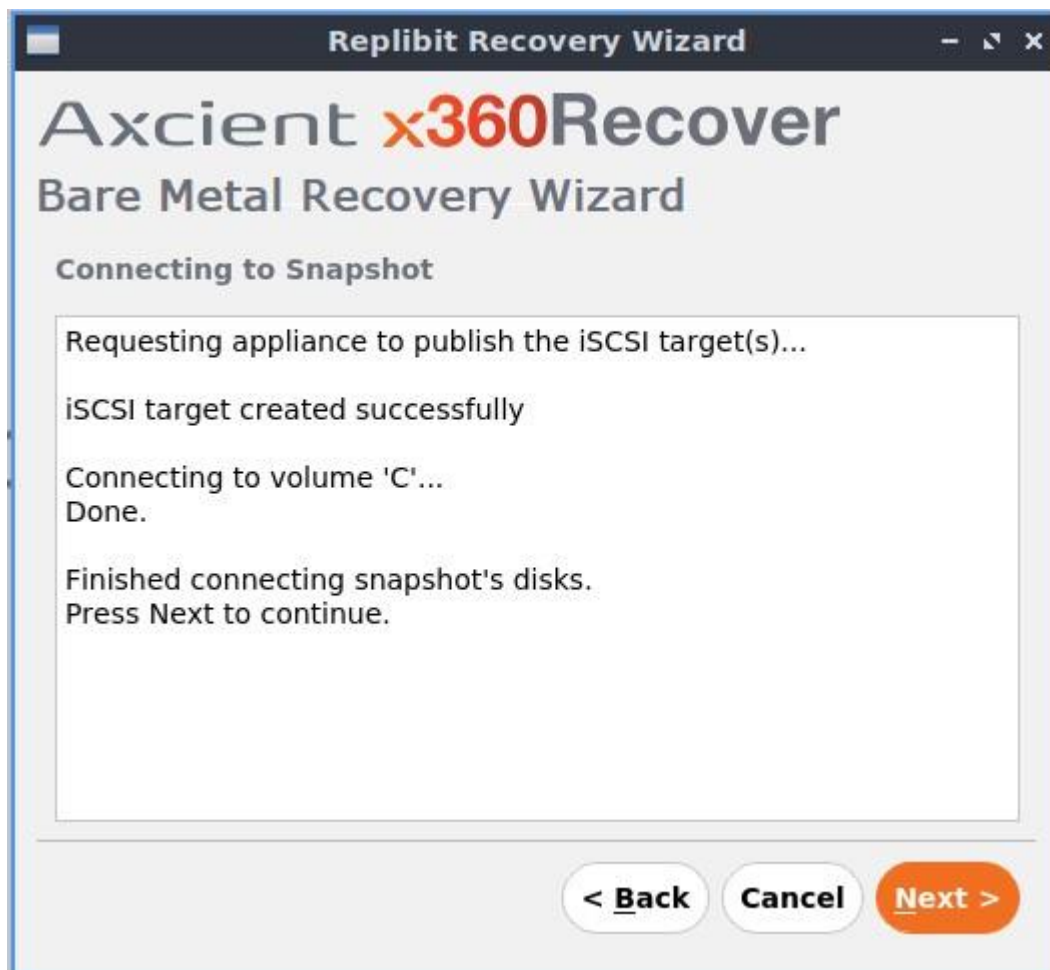 Replibit Recovery Wizard
Axcient x360Recover
Bare Metal Recovery Wizard
Connecting to Snapshot
Requesting appliance to publish the iSCSI target(s)...
iSCSI target created successfully
Connecting to volume 'C'...
Done.
Finished connecting snapshot's disks.
Press Next to continue.
< Back Cancel Next >